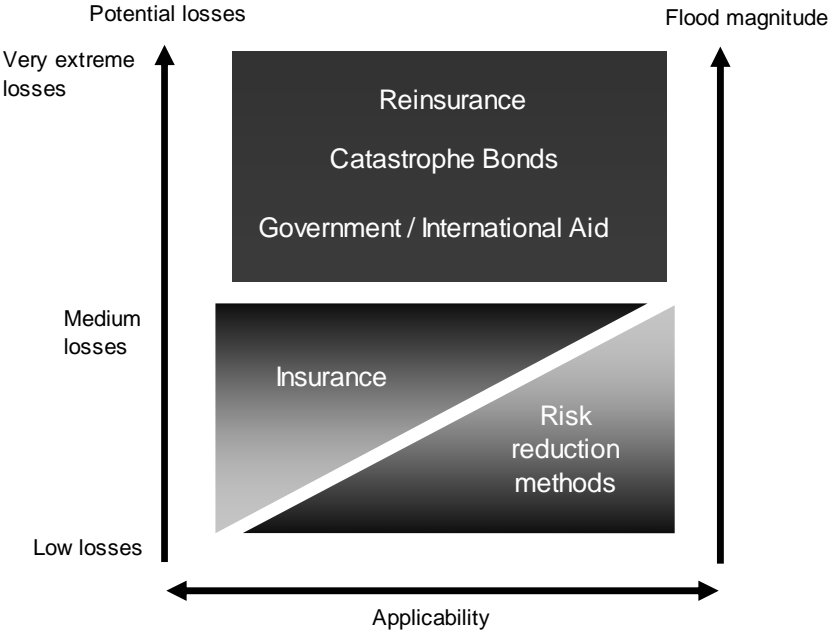 Potential losses
Flood magnitude
Very extreme
losses
Reinsurance
Catastrophe Bonds
Government / International Aid
Medium
losses
Insurance
Risk
reduction
methods
Low losses
Applicability